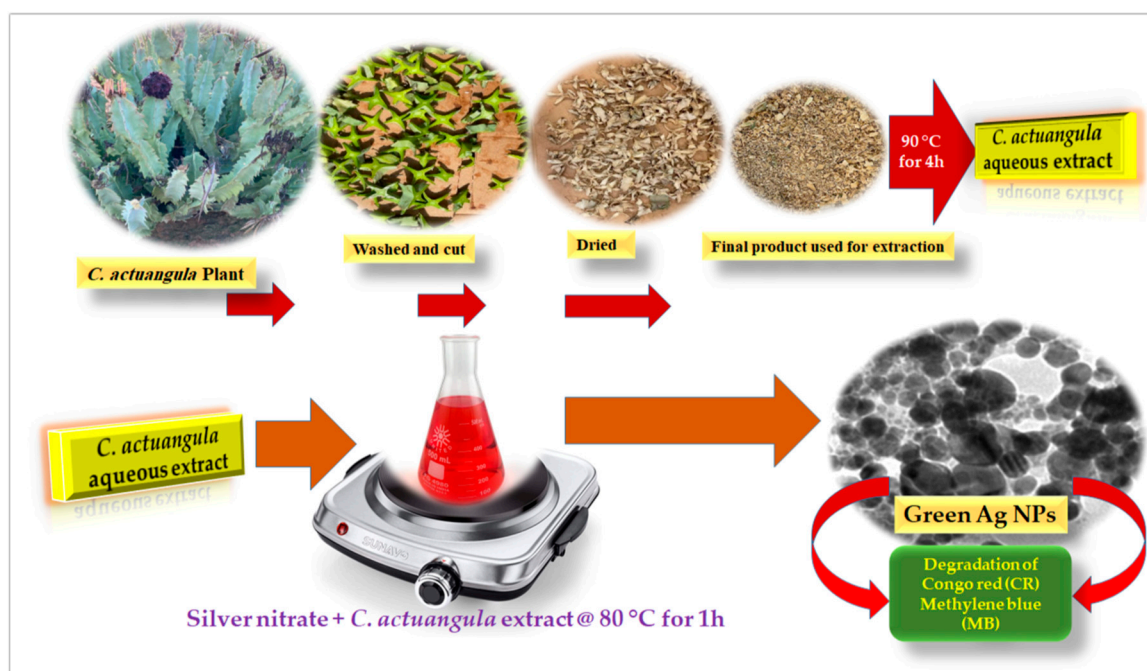 90 °C
for 4h
C. actuangula
aqueous extract
C. actuangula Plant
Washed and cut
Dried
Final product used for extraction
C. actuangula
aqueous extract
Silver nitrate + C. actuangula extract @ 80 °C for 1h
Green Ag NPs
Degradation of
Congo red (CR)
Methylene blue
(MB)